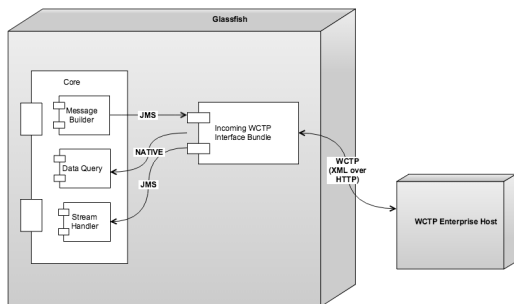 Glassfish
Core
Message
Builder
JMS
Incoming WCTP
Interface Bundle
NATIVE
Data Query
JMS
WCTP
(XML over
HTTP)
Stream
Handler
WCTP Enterprise Host